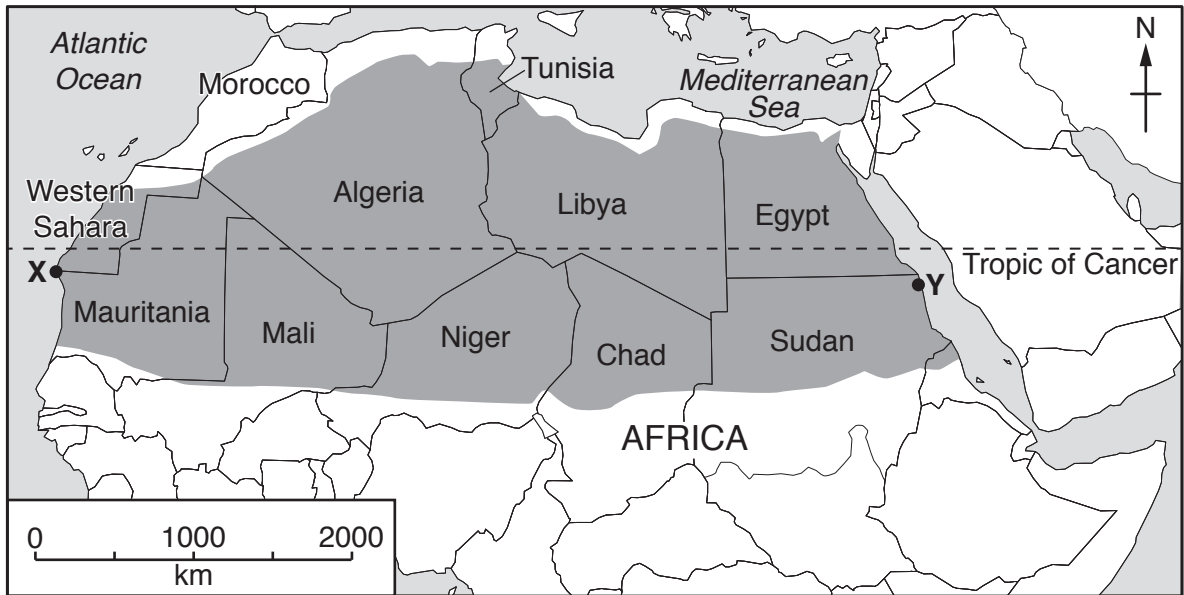 Atlantic
Ocean
Morocco
Tunisia
Mediterranean
Sea
N
Western
Sahara
Algeria
Libya
Egypt
X
Tropic of Cancer
Y
Mauritania
Mali
Niger
Chad
Sudan
AFRICA
0 1000 2000
km